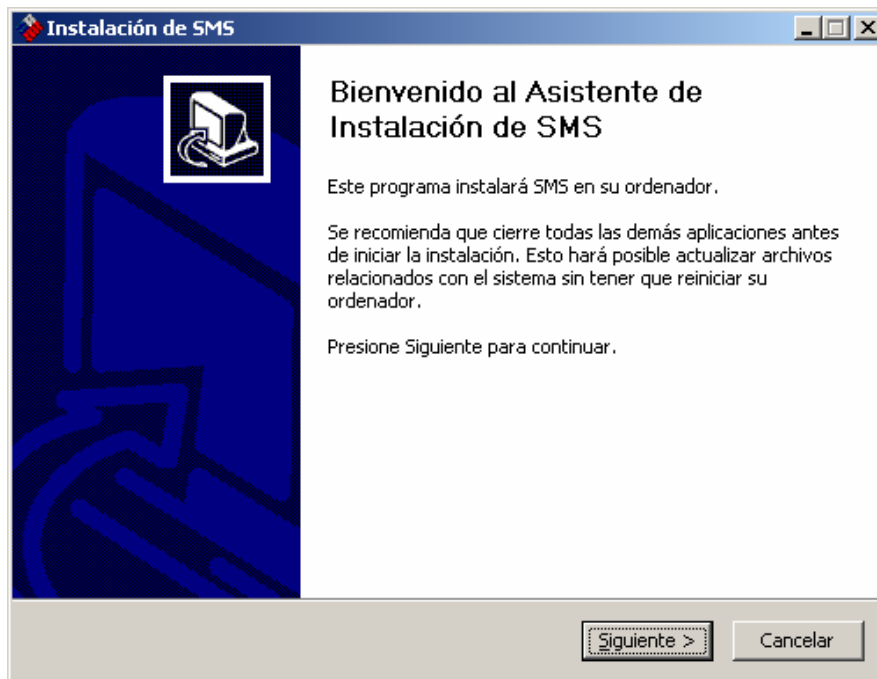 Instalación de SMS
Bienvenido al Asistente de
Instalación de SMS
Este programa instalará SMS en su ordenador.
Se recomienda que cierre todas las demás aplicaciones antes
de iniciar la instalación. Esto hará posible actualizar archivos
relacionados con el sistema sin tener que reiniciar su
ordenador.
Presione Siguiente para continuar.
Siguiente >
Cancelar